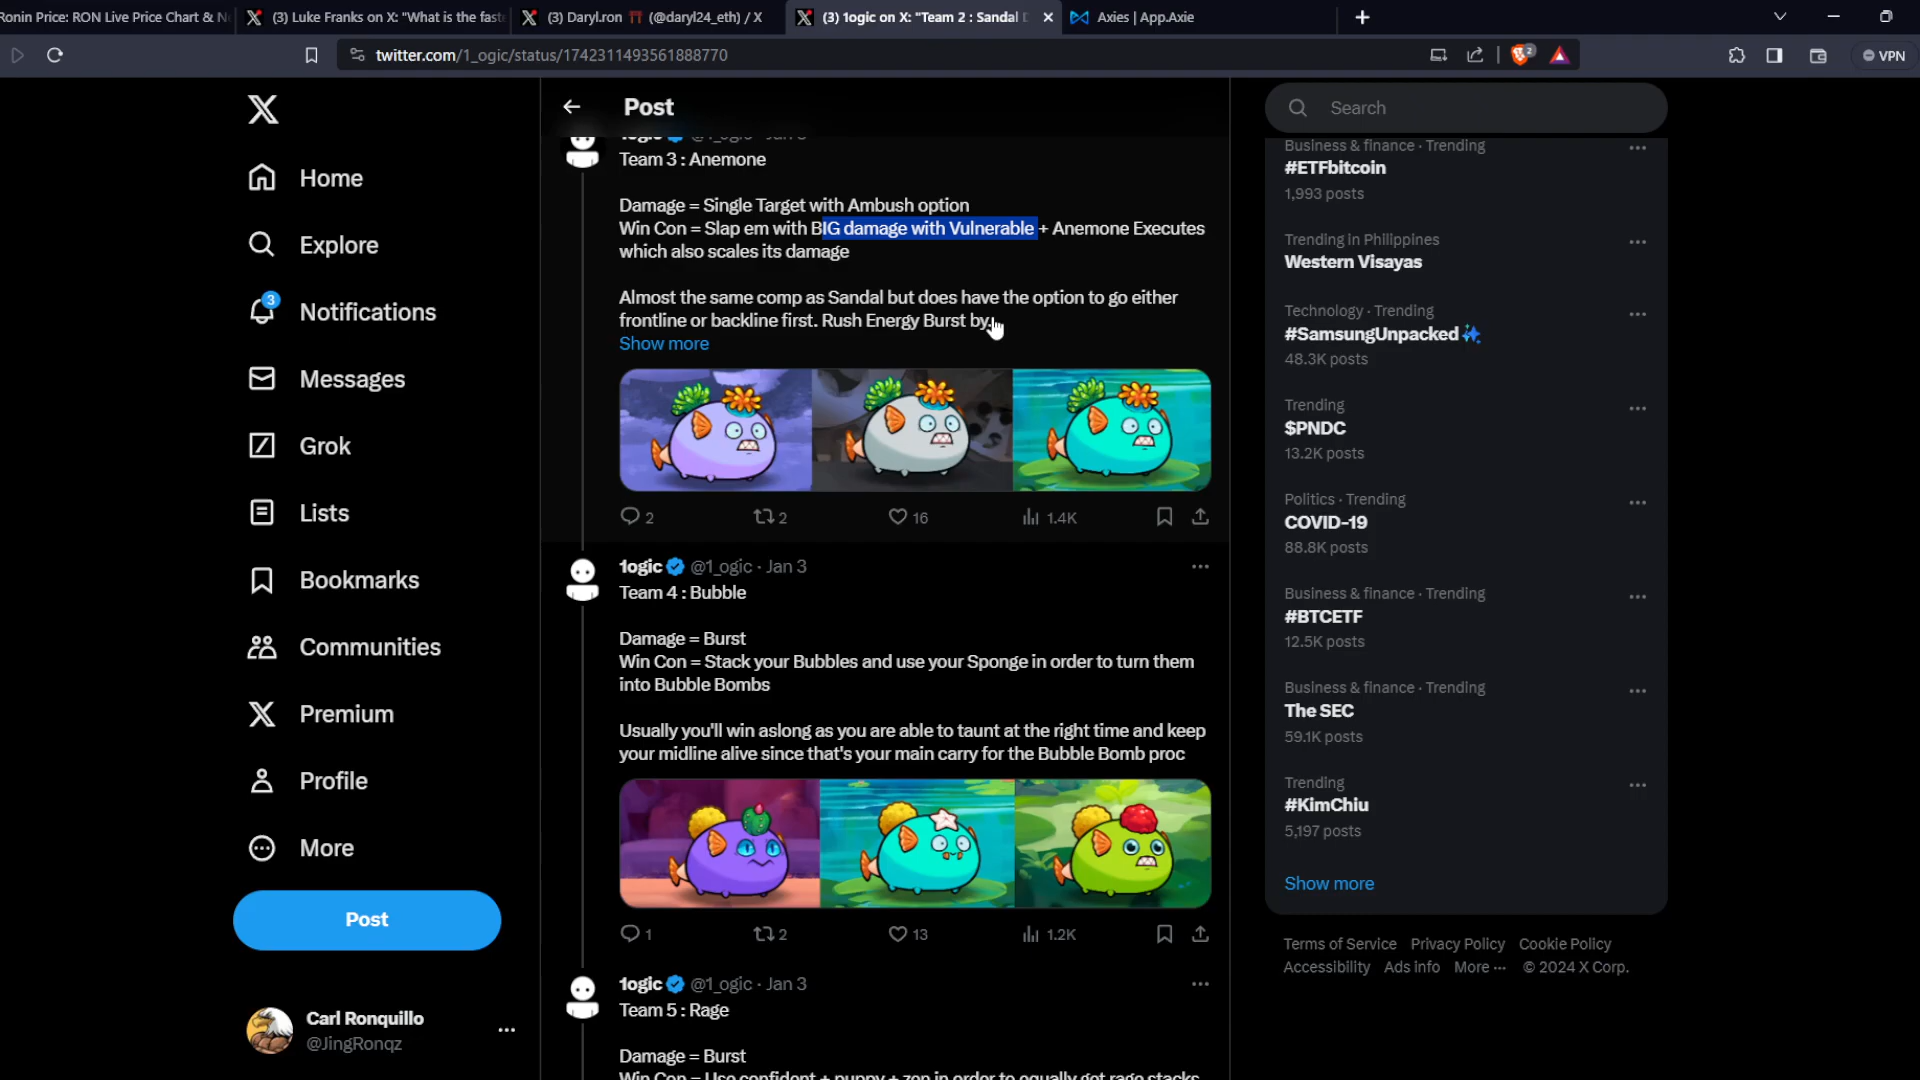 Ronin Price: RON Live Price Chart & N
(3) Luke Franks on X: "What is the faste
(3) Daryl.ron (@daryl24_eth) / X
(3) 1ogic on X: "Team 2 : Sandal D
Axies | App.Axie
twitter.com/1_ogic/status/1742311493561888770
2
VPN
Home
Explore
3
Notifications
Messages
Grok
Lists
Bookmarks
Communities
Premium
Profile
More
Post
Carl Ronquillo
@JingRonqz
Post
1ogic @1_ogic · Jan 3
Team 3 : Anemone
Damage = Single Target with Ambush option
Win Con = Slap em with BIG damage with Vulnerable + Anemone Executes
which also scales its damage
Almost the same comp as Sandal but does have the option to go either
frontline or backline first. Rush Energy Burst by
Show more
2 2 16 1.4K
1ogic @1_ogic · Jan 3
Team 4 : Bubble
Damage = Burst
Win Con = Stack your Bubbles and use your Sponge in order to turn them
into Bubble Bombs
Usually you'll win aslong as you are able to taunt at the right time and keep
your midline alive since that's your main carry for the Bubble Bomb proc
1 2 13 1.2K
1ogic @1_ogic · Jan 3
Team 5 : Rage
Damage = Burst
Win Con = Use confident + puppy + zen in order to equally get rage stacks
Search
Business & finance · Trending
#ETFbitcoin
1,993 posts
Trending in Philippines
Western Visayas
Technology · Trending
#SamsungUnpacked
48.3K posts
Trending
$PNDC
13.2K posts
Politics · Trending
COVID-19
88.8K posts
Business & finance · Trending
#BTCETF
12.5K posts
Business & finance · Trending
The SEC
59.1K posts
Trending
#KimChiu
5,197 posts
Show more
Terms of Service Privacy Policy Cookie Policy
Accessibility Ads info More ··· © 2024 X Corp.